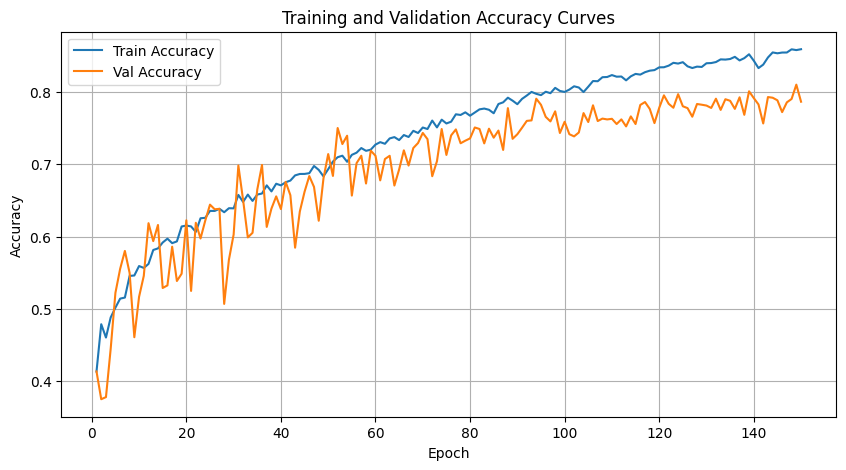 Training and Validation Accuracy Curves
Train Accuracy
Val Accuracy
Accuracy
0.8
0.7
0.6
0.5
0.4
0 20 40 60 80 100 120 140
Epoch